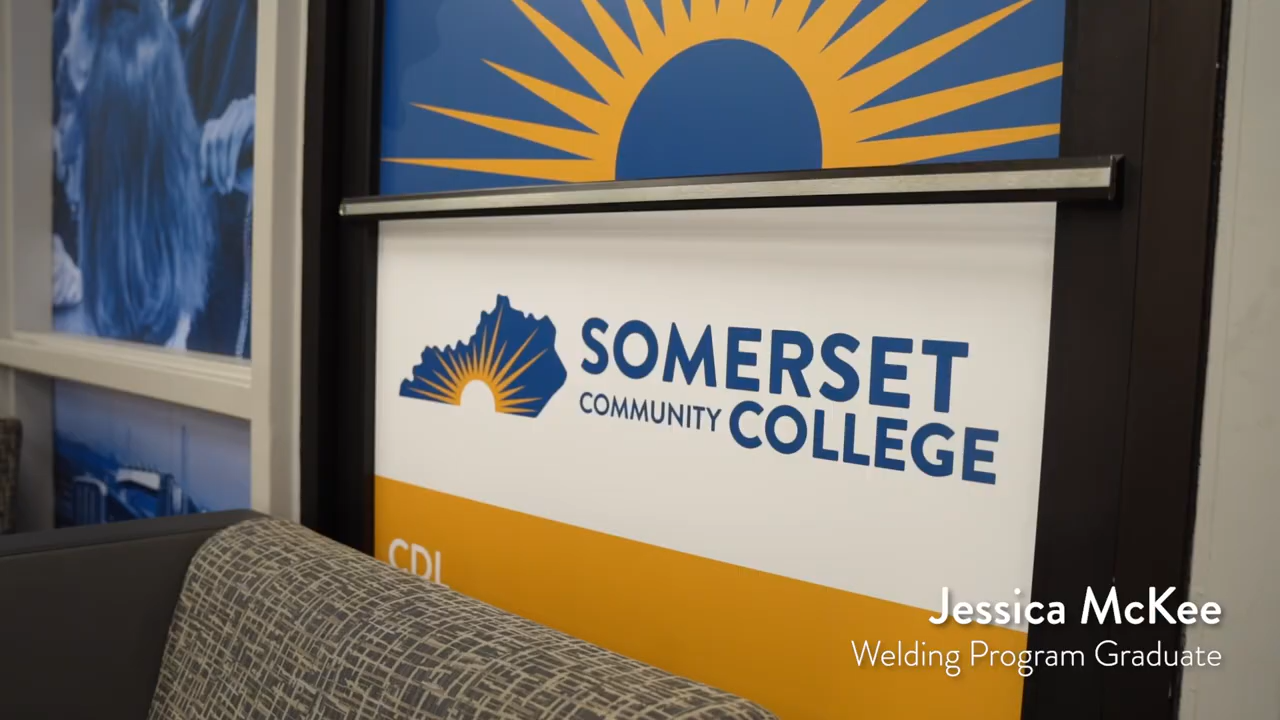 SOMERSET
COMMUNITY COLLEGE
CDL
Jessica McKee
Welding Program Graduate